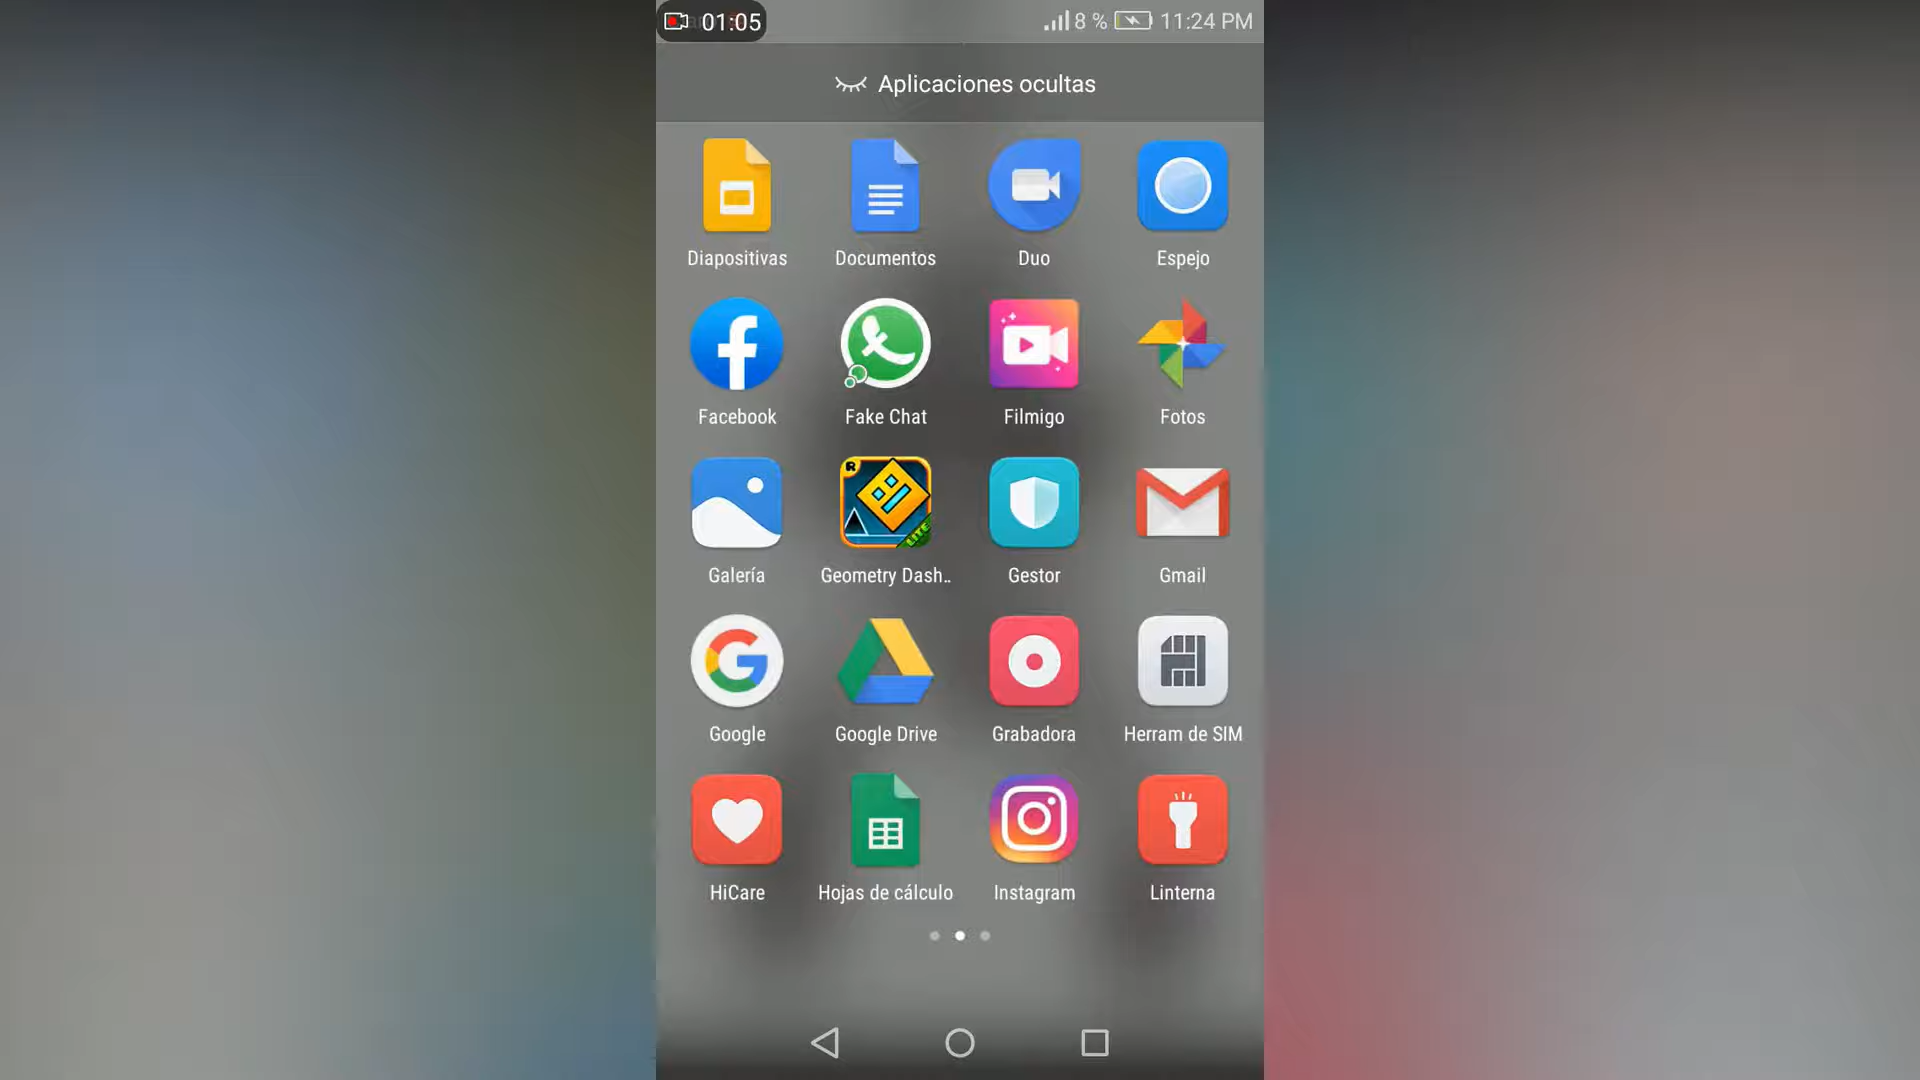 01:05 8 % 11:24 PM
Aplicaciones ocultas
Diapositivas Documentos Duo Espejo
Facebook Fake Chat Filmigo Fotos
R
LITE
Galería Geometry Dash.. Gestor Gmail
Google Google Drive Grabadora Herram de SIM
HiCare Hojas de cálculo Instagram Linterna